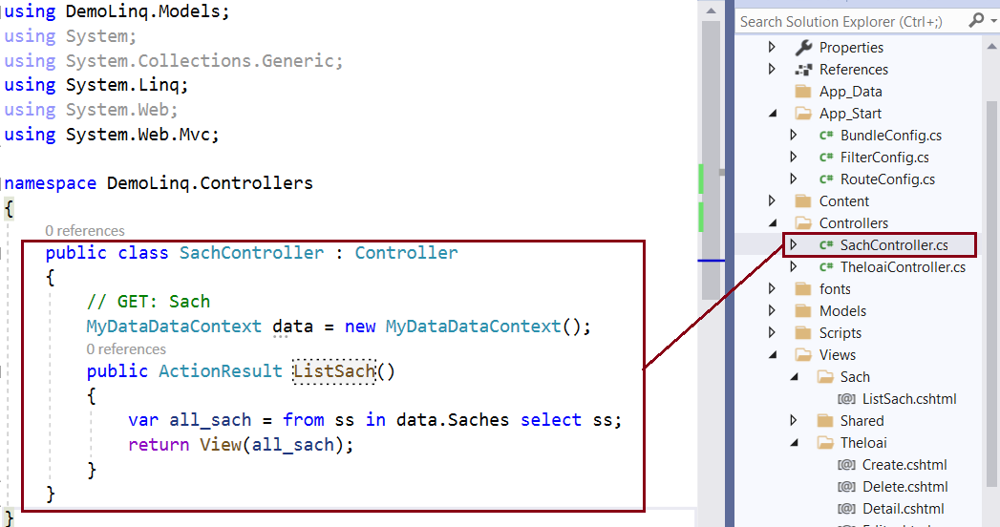 using DemoLinq.Models;
using System;
using System.Collections.Generic;
using System.Linq;
using System.Web;
using System.Web.Mvc;
namespace DemoLinq.Controllers
{
0 references
public class SachController : Controller
{
// GET: Sach
MyDataDataContext data = new MyDataDataContext();
0 references
public ActionResult ListSach()
{
var all_sach = from ss in data.Saches select ss;
return View(all_sach);
}
}
}
Search Solution Explorer (Ctrl+;)
Properties
References
App_Data
App_Start
C# BundleConfig.cs
C# FilterConfig.cs
C# RouteConfig.cs
Content
Controllers
C# SachController.cs
C# TheloaiController.cs
fonts
Models
Scripts
Views
Sach
[@] ListSach.cshtml
Shared
Theloai
[@] Create.cshtml
[@] Delete.cshtml
[@] Detail.cshtml